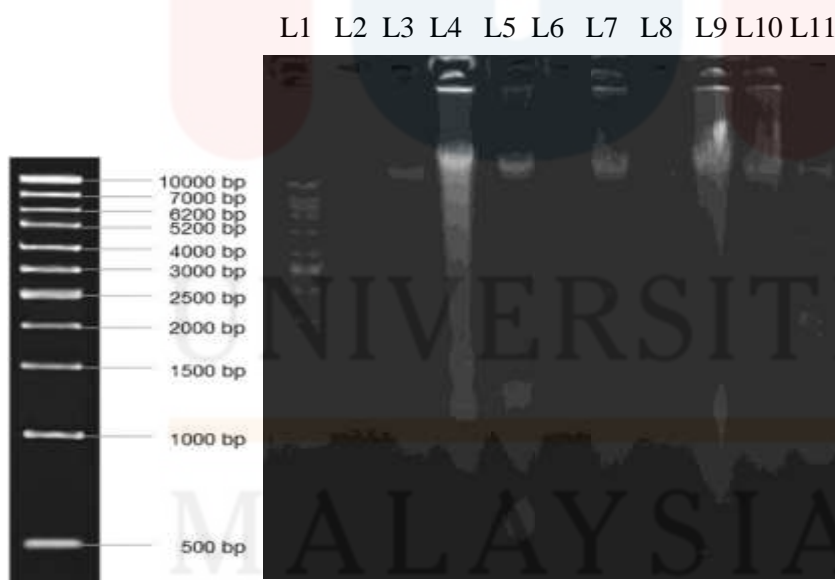 L1 L2 L3 L4 L5 L6 L7 L8 L9 L10 L11
10000 bp
7000 bp
6200 bp
5200 bp
4000 bp
3000 bp
2500 bp
2000 bp
1500 bp
1000 bp
500 bp
UNIVERSIT
MALAYSIA